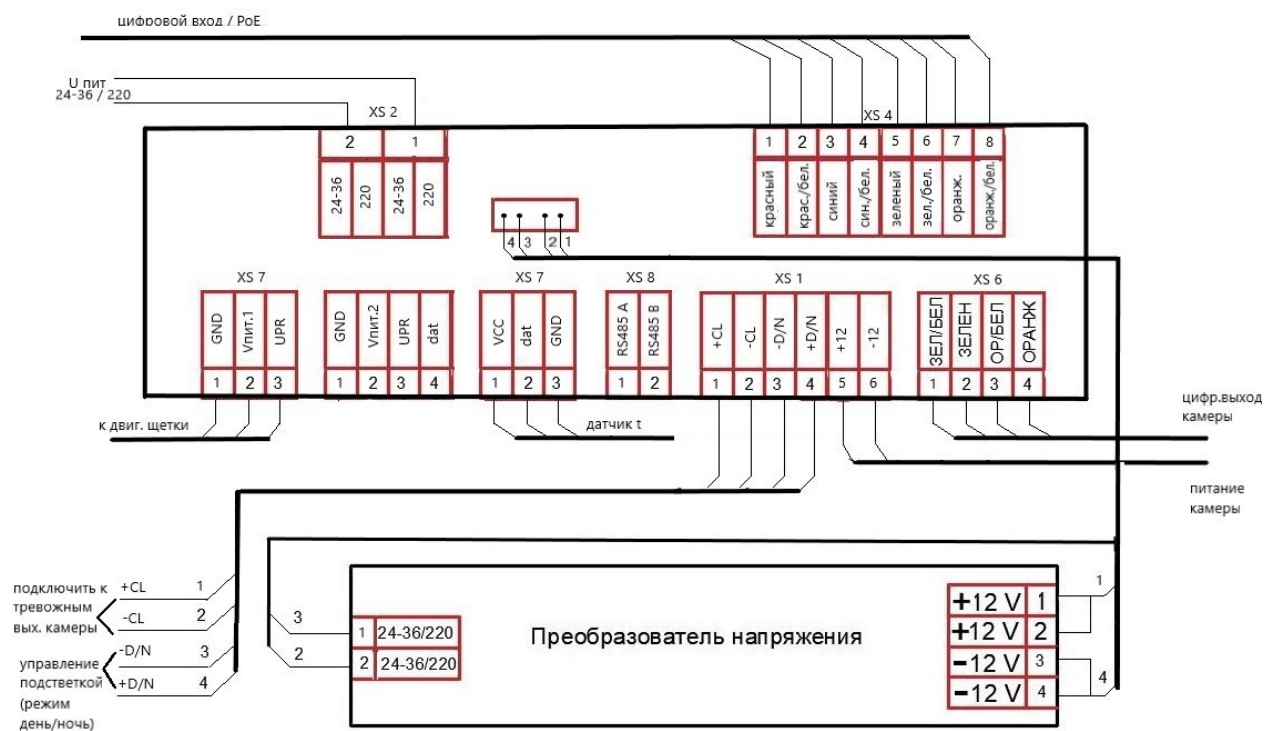 цифровой вход / PoE
U пит
24-36 / 220
XS 2
XS 4
2 1
24-36 220 24-36 220
1 2 3 4 5 6 7 8
красный крас./бел. синий син./бел. зеленый зел./бел. оранж. оранж./бел.
4 3 2 1
XS 7
XS 7
XS 8
XS 1
XS 6
GND Vпит.1 UPR
GND Vпит.2 UPR dat
VCC dat GND
RS485 A RS485 B
+CL -CL -D/N +D/N +12 -12
ЗЕЛ/БЕЛ ЗЕЛЕН ОР/БЕЛ ОРАНЖ
1 2 3
1 2 3 4
1 2 3
1 2
1 2 3 4 5 6
1 2 3 4
к двиг. щетки
датчик t
цифр.выход
камеры
питание
камеры
подключить к
тревожным
вых. камеры
+CL 1
-CL 2
управление
подстветкой
(режим
день/ночь)
-D/N 3
+D/N 4
3
2
1 24-36/220
2 24-36/220
Преобразователь напряжения
+12 V 1
+12 V 2
-12 V 3
-12 V 4
1
4